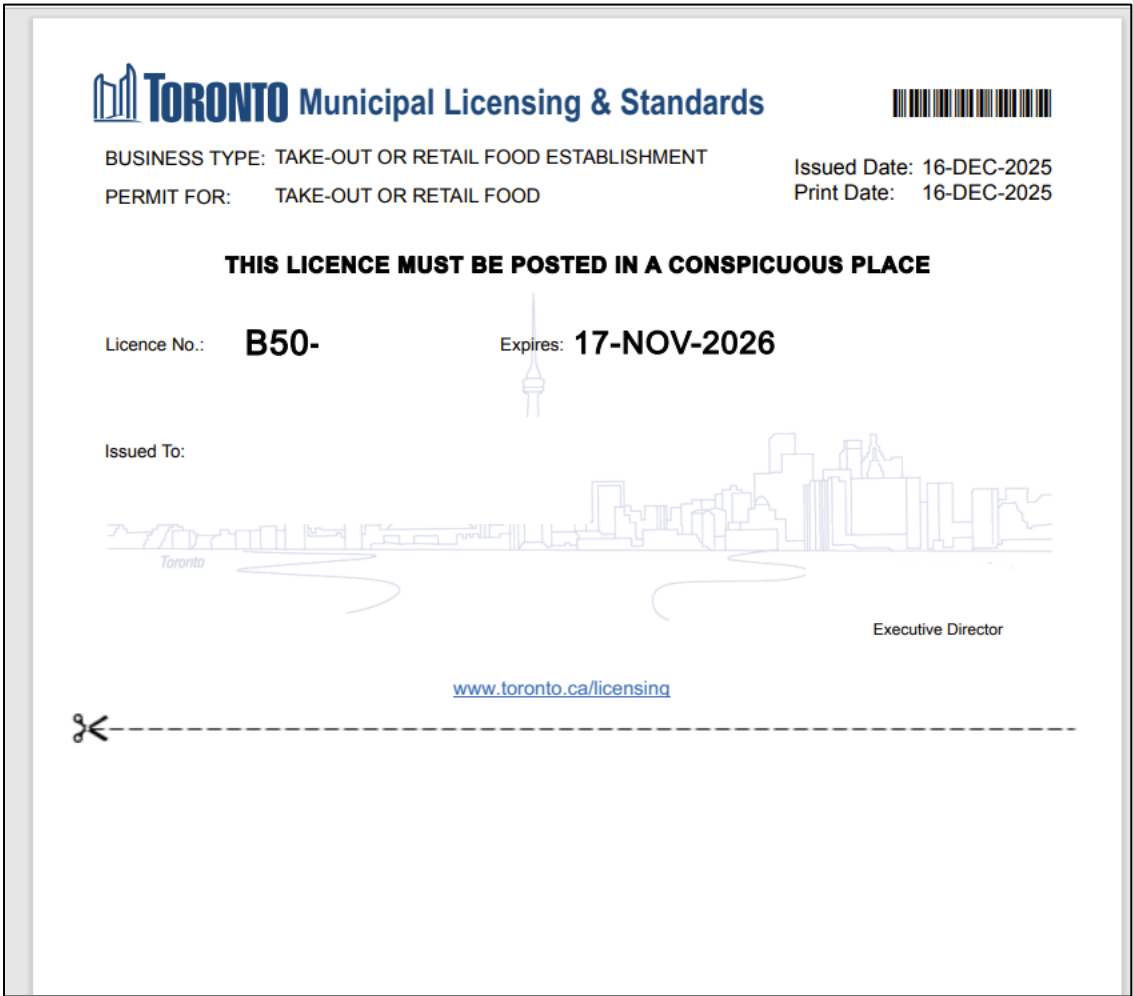 TORONTO Municipal Licensing & Standards
BUSINESS TYPE: TAKE-OUT OR RETAIL FOOD ESTABLISHMENT
Issued Date: 16-DEC-2025
PERMIT FOR: TAKE-OUT OR RETAIL FOOD
Print Date: 16-DEC-2025
THIS LICENCE MUST BE POSTED IN A CONSPICUOUS PLACE
Licence No.: B50- Expires: 17-NOV-2026
Issued To:
Toronto
Executive Director
www.toronto.ca/licensing